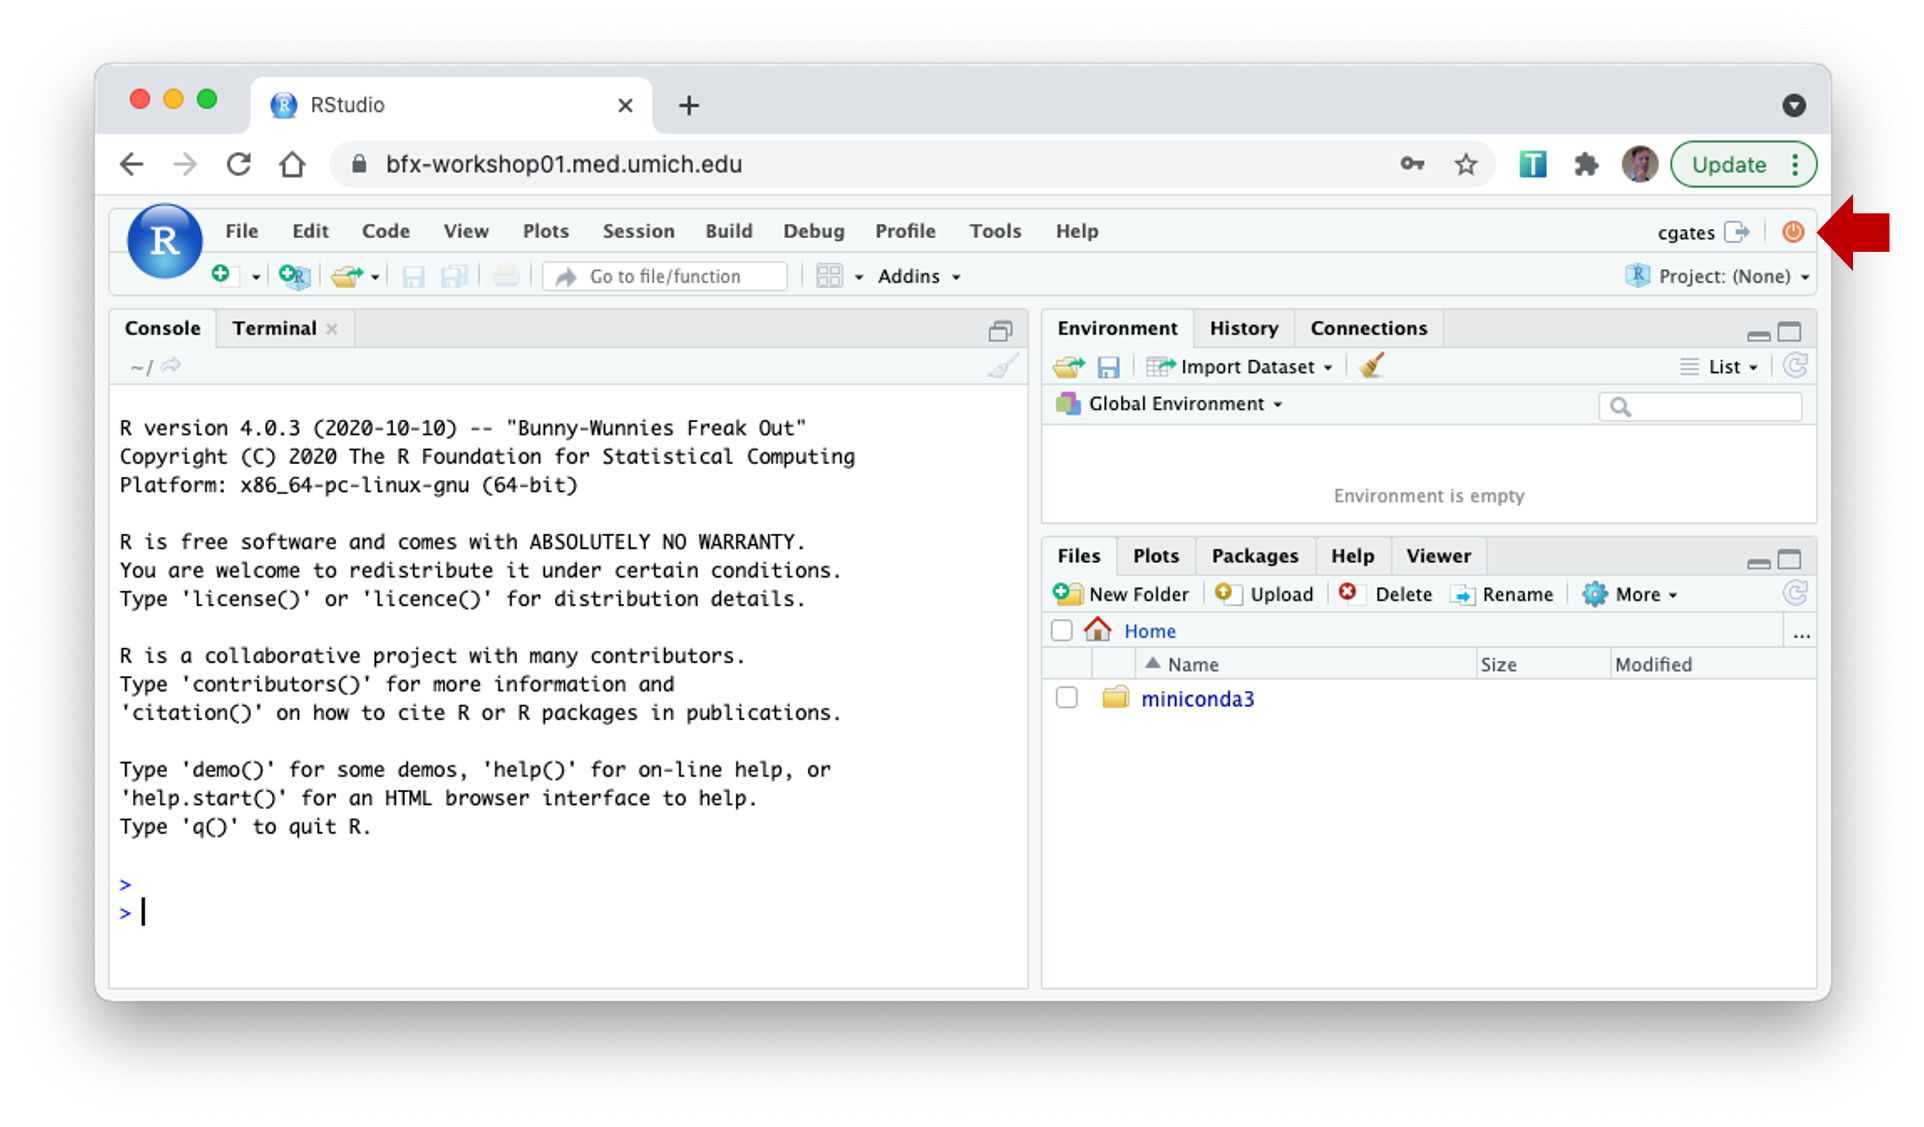 RStudio
bfx-workshop01.med.umich.edu
T
Update
R
File Edit Code View Plots Session Build Debug Profile Tools Help
cgates
Go to file/function
Addins
Project: (None)
Console Terminal
~/
R version 4.0.3 (2020-10-10) -- "Bunny-Wunnies Freak Out"
Copyright (C) 2020 The R Foundation for Statistical Computing
Platform: x86_64-pc-linux-gnu (64-bit)
R is free software and comes with ABSOLUTELY NO WARRANTY.
You are welcome to redistribute it under certain conditions.
Type 'license()' or 'licence()' for distribution details.
R is a collaborative project with many contributors.
Type 'contributors()' for more information and
'citation()' on how to cite R or R packages in publications.
Type 'demo()' for some demos, 'help()' for on-line help, or
'help.start()' for an HTML browser interface to help.
Type 'q()' to quit R.
>
>
Environment History Connections
Import Dataset
List
Global Environment
Environment is empty
Files Plots Packages Help Viewer
New Folder Upload Delete Rename More
Home
...
Name Size Modified
miniconda3